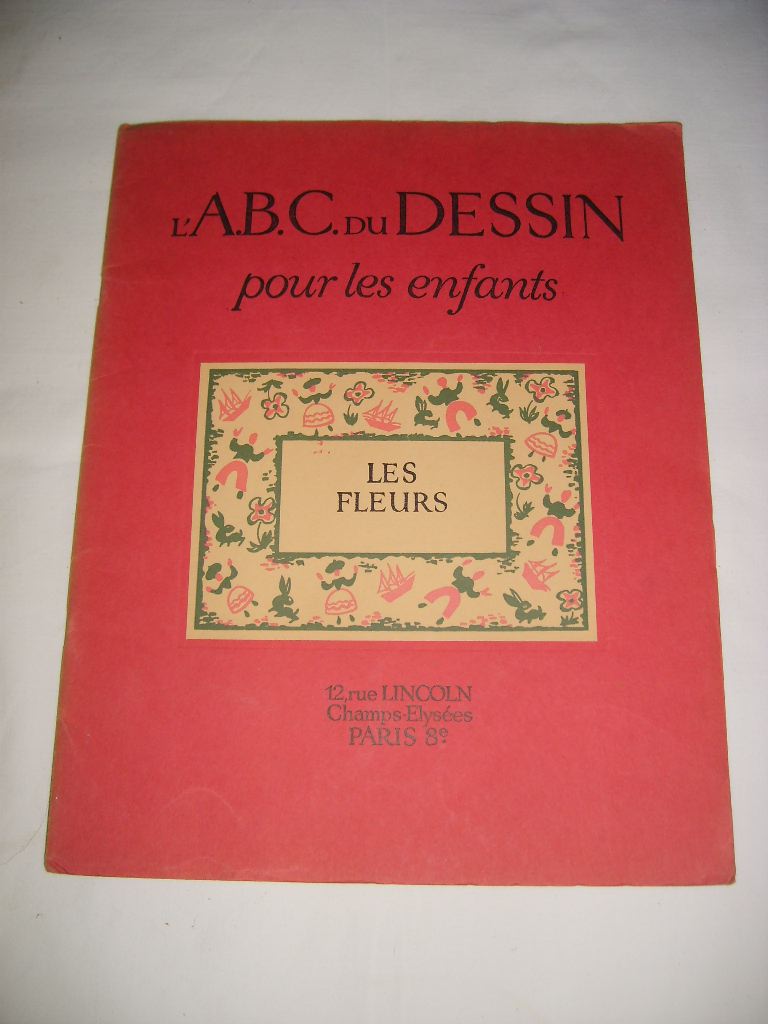 L'A.B.C. DU DESSIN
pour les enfants
LES
FLEURS
12, rue LINCOLN
Champs-Elysées
PARIS 8e.